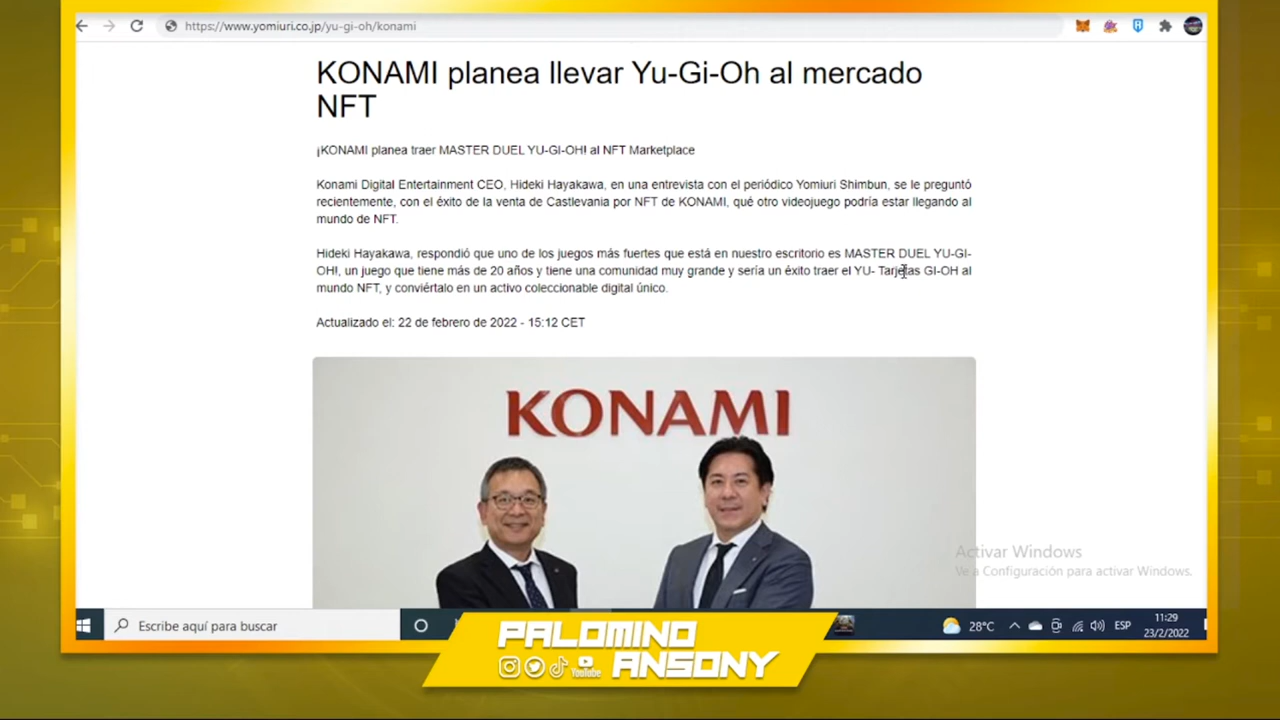 https://www.yomiuri.co.jp/yu-gi-oh/konami
KONAMI planea llevar Yu-Gi-Oh al mercado
NFT
¡KONAMI planea traer MASTER DUEL YU-GI-OH! al NFT Marketplace
Konami Digital Entertainment CEO, Hideki Hayakawa, en una entrevista con el periódico Yomiuri Shimbun, se le preguntó
recientemente, con el éxito de la venta de Castlevania por NFT de KONAMI, qué otro videojuego podría estar llegando al
mundo de NFT.
Hideki Hayakawa, respondió que uno de los juegos más fuertes que está en nuestro escritorio es MASTER DUEL YU-GI-
OH!, un juego que tiene más de 20 años y tiene una comunidad muy grande y sería un éxito traer el YU- Tarjetas GI-OH al
mundo NFT, y conviértalo en un activo coleccionable digital único.
Actualizado el: 22 de febrero de 2022 - 15:12 CET
KONAMI
Activar Windows
Ve a Configuración para activar Windows.
Escribe aquí para buscar
28°C
ESP
11:29
23/2/2022
PALOMINO
ANSONY
YouTube